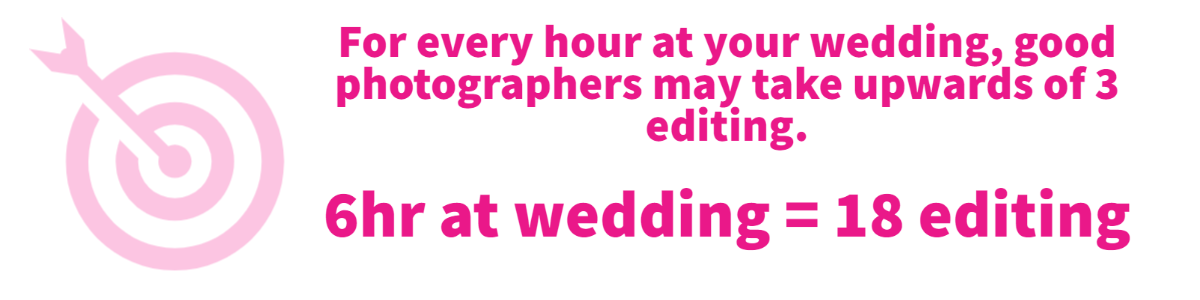 For every hour at your wedding, good
photographers may take upwards of 3
editing.
6hr at wedding = 18 editing